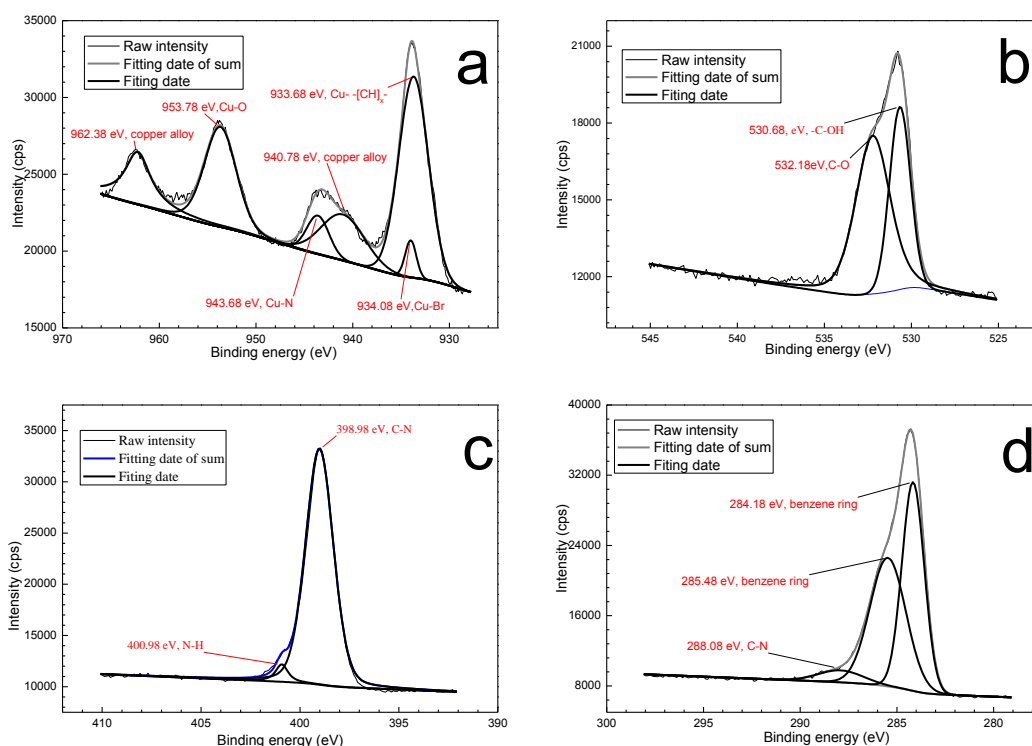 a
Raw intensity
Fitting date of sum
Fiting date
962.38 eV, copper alloy
953.78 eV,Cu-O
943.68 eV, Cu-N
940.78 eV, copper alloy
933.68 eV, Cu- -[CH]x-
934.08 eV,Cu-Br
Intensity (cps)
35000
30000
25000
20000
15000
970 960 950 940 930
Binding energy (eV)
b
Raw intensity
Fitting date of sum
Fiting date
530.68, eV, -C-OH
532.18eV,C-O
Intensity (cps)
21000
18000
15000
12000
545 540 535 530 525
Binding energy (eV)
c
Raw intensity
Fitting date of sum
Fiting date
398.98 eV, C-N
400.98 eV, N-H
Intensity (cps)
35000
30000
25000
20000
15000
10000
410 405 400 395 390
Binding energy (eV)
d
Raw intensity
Fitting date of sum
Fiting date
284.18 eV, benzene ring
285.48 eV, benzene ring
288.08 eV, C-N
Intensity (cps)
40000
32000
24000
16000
8000
300 295 290 285 280
Binding energy (eV)